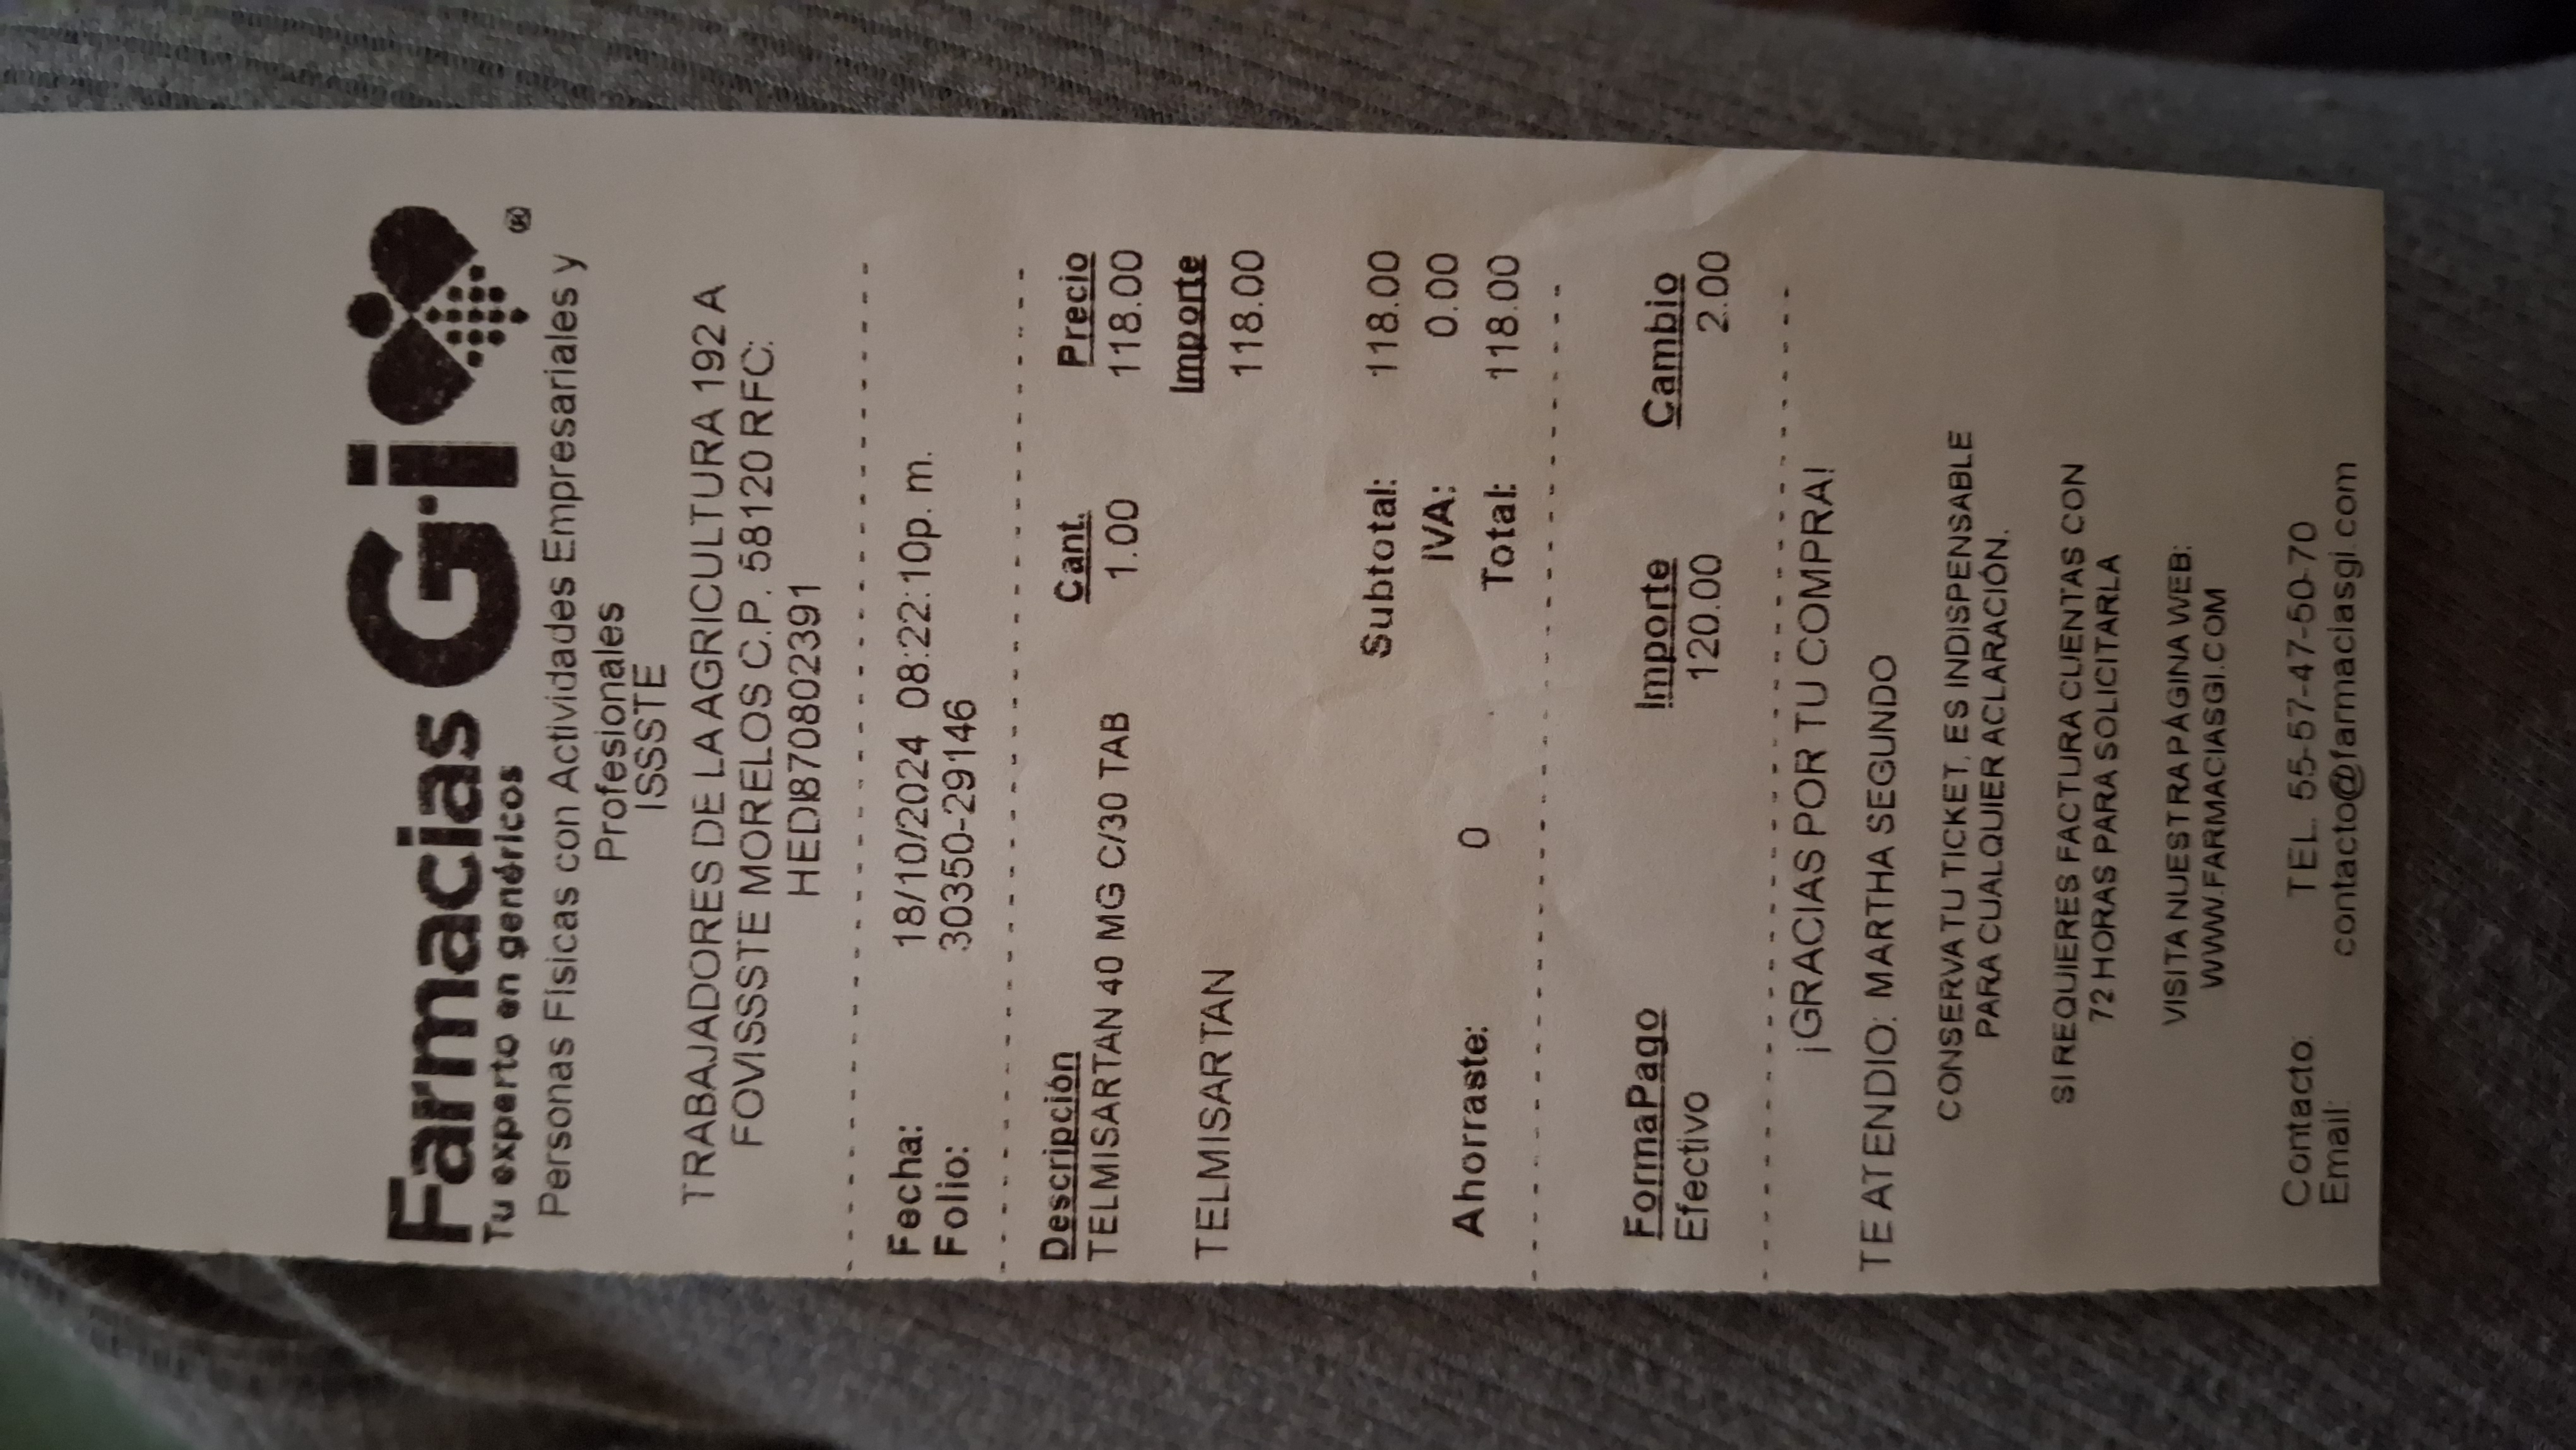 Farmacias Gi ®
Tu experto en genéricos
Personas Físicas con Actividades Empresariales y
Profesionales
ISSSTE
TRABAJADORES DE LA AGRICULTURA 192 A
FOVISSSTE MORELOS C.P. 58120 RFC:
HEDI8708802391
Fecha: 18/10/2024 08:22:10p. m.
Folio: 30350-29146
Descripción Cant. Precio
TELMISARTAN 40 MG C/30 TAB 1.00 118.00
Importe
TELMISARTAN 118.00
Subtotal: 118.00
IVA: 0.00
Ahorraste: 0 Total: 118.00
FormaPago Importe Cambio
Efectivo 120.00 2.00
¡GRACIAS POR TU COMPRA!
TE ATENDIO: MARTHA SEGUNDO
CONSERVA TU TICKET, ES INDISPENSABLE
PARA CUALQUIER ACLARACIÓN.
SI REQUIERES FACTURA CUENTAS CON
72 HORAS PARA SOLICITARLA
VISITA NUESTRA PÁGINA WEB:
WWW.FARMACIASGI.COM
Contacto: TEL. 55-57-47-50-70
Email: contacto@farmaciasgi.com